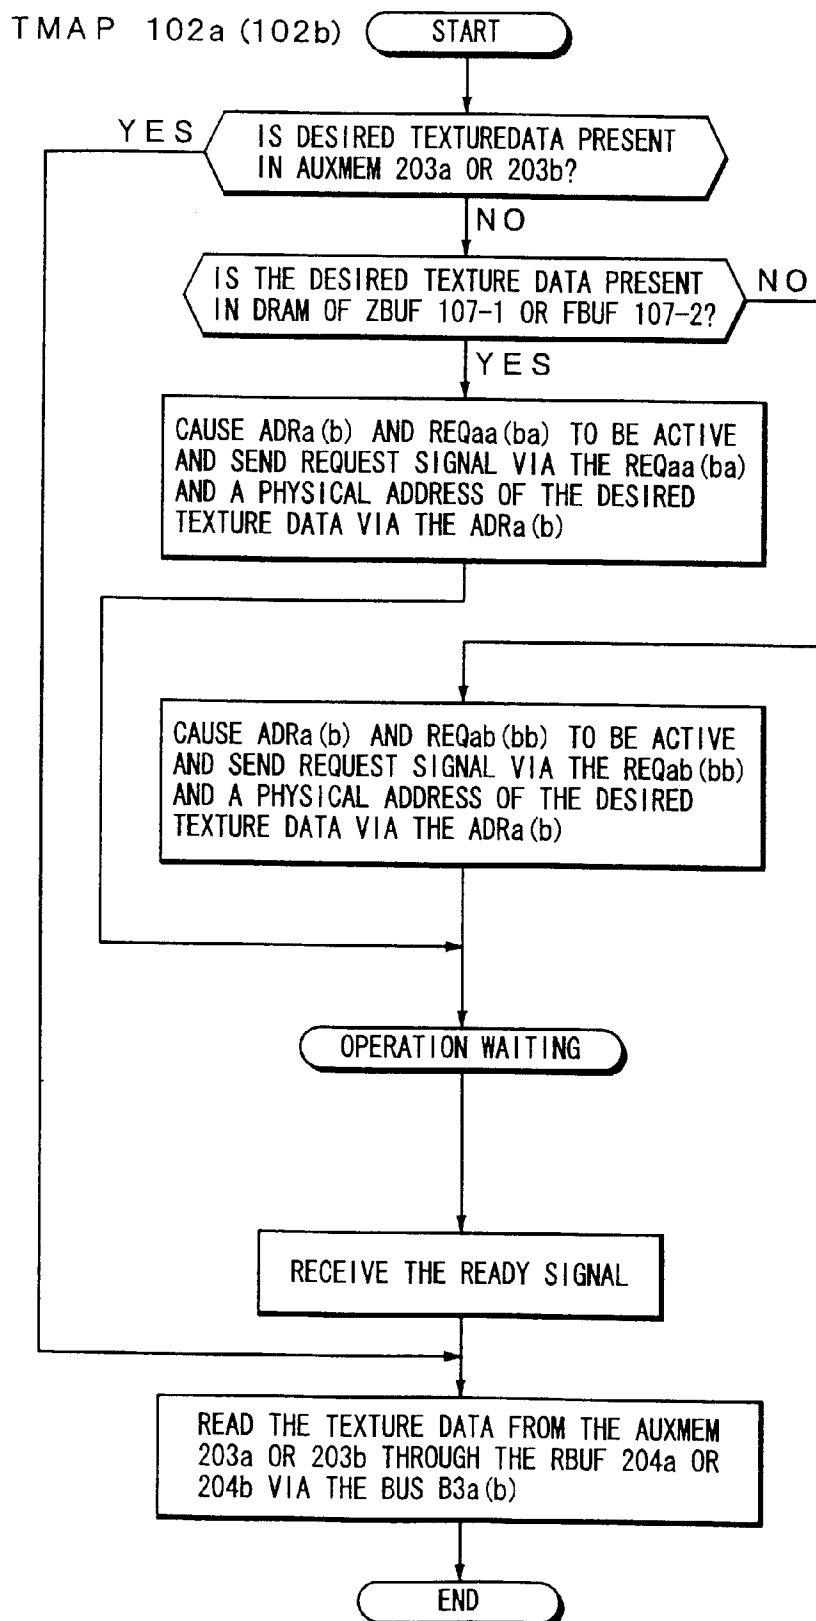 TMAP 102a (102b)
START
YES
IS DESIRED TEXTUREDATA PRESENT
IN AUXMEM 203a OR 203b?
NO
IS THE DESIRED TEXTURE DATA PRESENT
IN DRAM OF ZBUF 107-1 OR FBUF 107-2?
NO
YES
CAUSE ADRa(b) AND REQaa(ba) TO BE ACTIVE
AND SEND REQUEST SIGNAL VIA THE REQaa(ba)
AND A PHYSICAL ADDRESS OF THE DESIRED
TEXTURE DATA VIA THE ADRa(b)
CAUSE ADRa(b) AND REQab(bb) TO BE ACTIVE
AND SEND REQUEST SIGNAL VIA THE REQab(bb)
AND A PHYSICAL ADDRESS OF THE DESIRED
TEXTURE DATA VIA THE ADRa(b)
OPERATION WAITING
RECEIVE THE READY SIGNAL
READ THE TEXTURE DATA FROM THE AUXMEM
203a OR 203b THROUGH THE RBUF 204a OR
204b VIA THE BUS B3a(b)
END